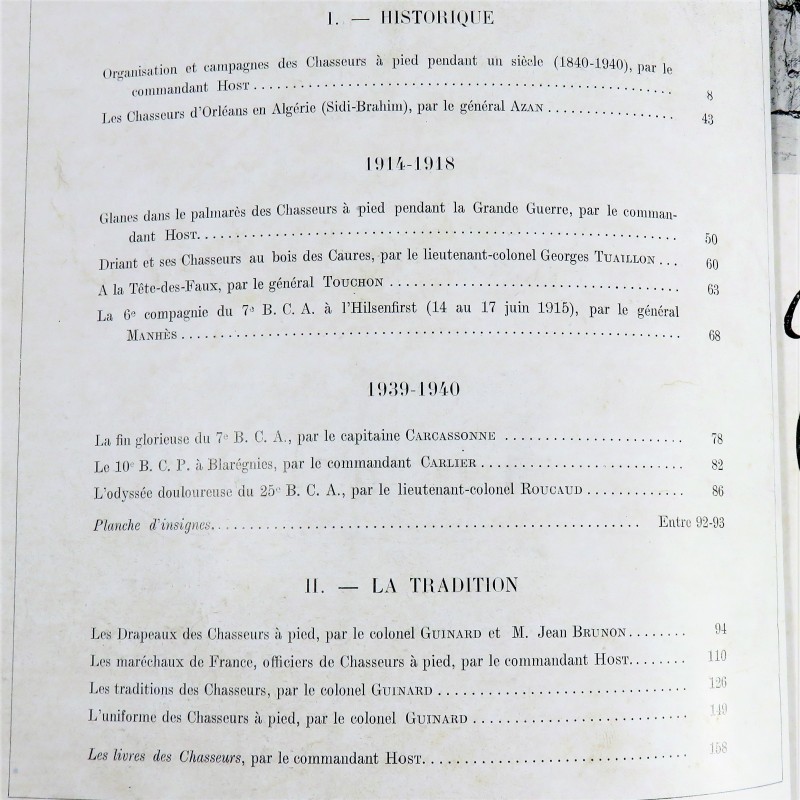 I. — HISTORIQUE
Organisation et campagnes des Chasseurs à pied pendant un siècle (1840-1940), par le
commandant HOST 8
Les Chasseurs d'Orléans en Algérie (Sidi-Brahim), par le général AZAN 43
1914-1918
Glanes dans le palmarès des Chasseurs à pied pendant la Grande Guerre, par le comman-
dant HOST 50
Driant et ses Chasseurs au bois des Caures, par le lieutenant-colonel Georges TUAILLON 60
A la Tête-des-Faux, par le général TOUCHON 63
La 6e compagnie du 7e B. C. A. à l'Hilsenfirst (14 au 17 juin 1915), par le général
MANHÈS 68
1939-1940
La fin glorieuse du 7e B. C. A., par le capitaine CARCASSONNE 78
Le 10e B. C. P. à Blarégnies, par le commandant CARLIER 82
L'odyssée douloureuse du 25e B. C. A., par le lieutenant-colonel ROUCAUD 86
Planche d'insignes Entre 92-93
II. — LA TRADITION
Les Drapeaux des Chasseurs à pied, par le colonel GUINARD et M. Jean BRUNON 94
Les maréchaux de France, officiers de Chasseurs à pied, par le commandant HOST 110
Les traditions des Chasseurs, par le colonel GUINARD 126
L'uniforme des Chasseurs à pied, par le colonel GUINARD 149
Les livres des Chasseurs, par le commandant HOST 158